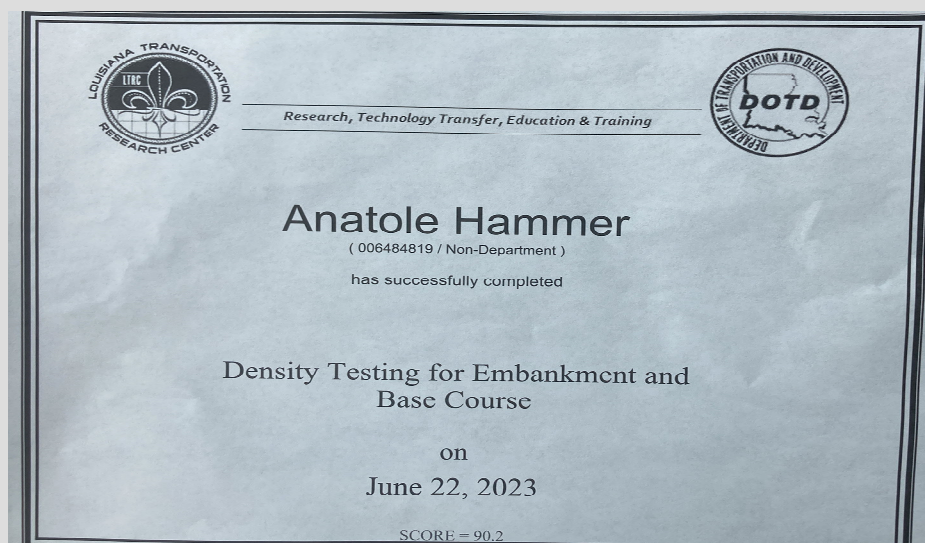 LOUISIANA TRANSPORTATION
LTRC
RESEARCH CENTER
Research, Technology Transfer, Education & Training
DEPARTMENT OF TRANSPORTATION AND DEVELOPMENT
DOTD
Anatole Hammer
( 006484819 / Non-Department )
has successfully completed
Density Testing for Embankment and
Base Course
on
June 22, 2023
SCORE = 90.2